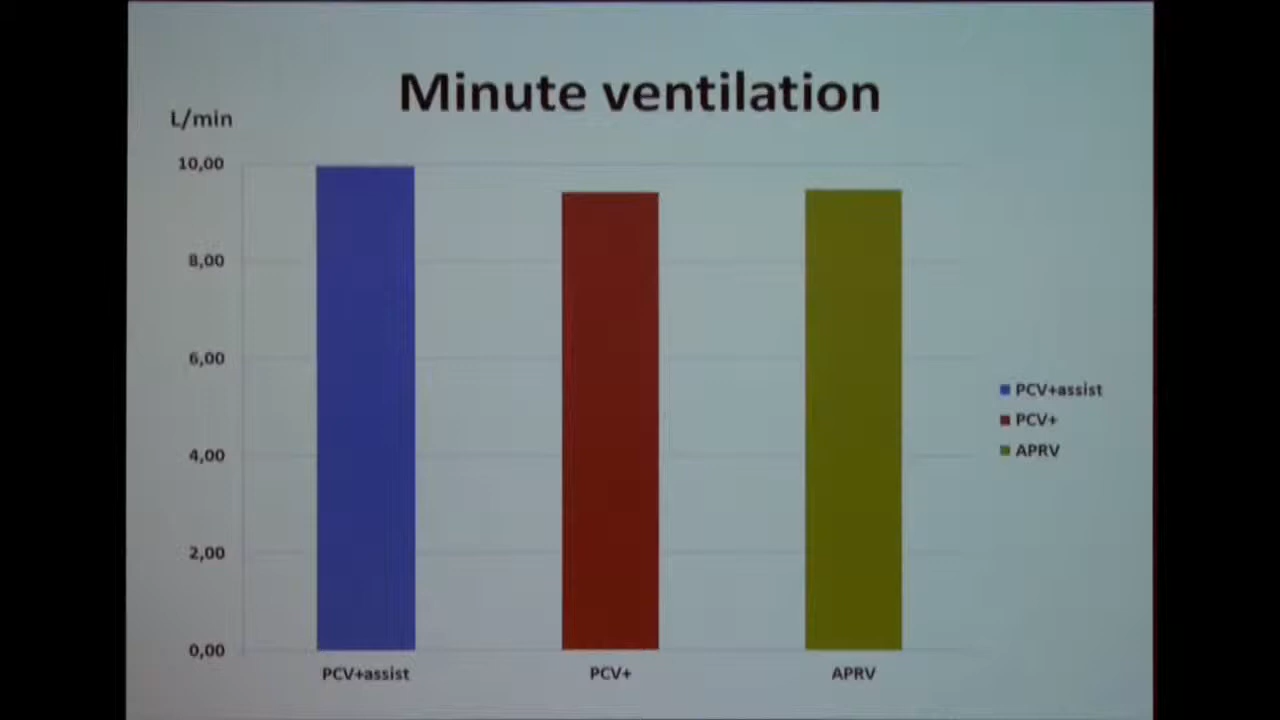 Minute ventilation
L/min
10,00
8,00
6,00
4,00
2,00
0,00
PCV+assist
PCV+
APRV
PCV+assist
PCV+
APRV